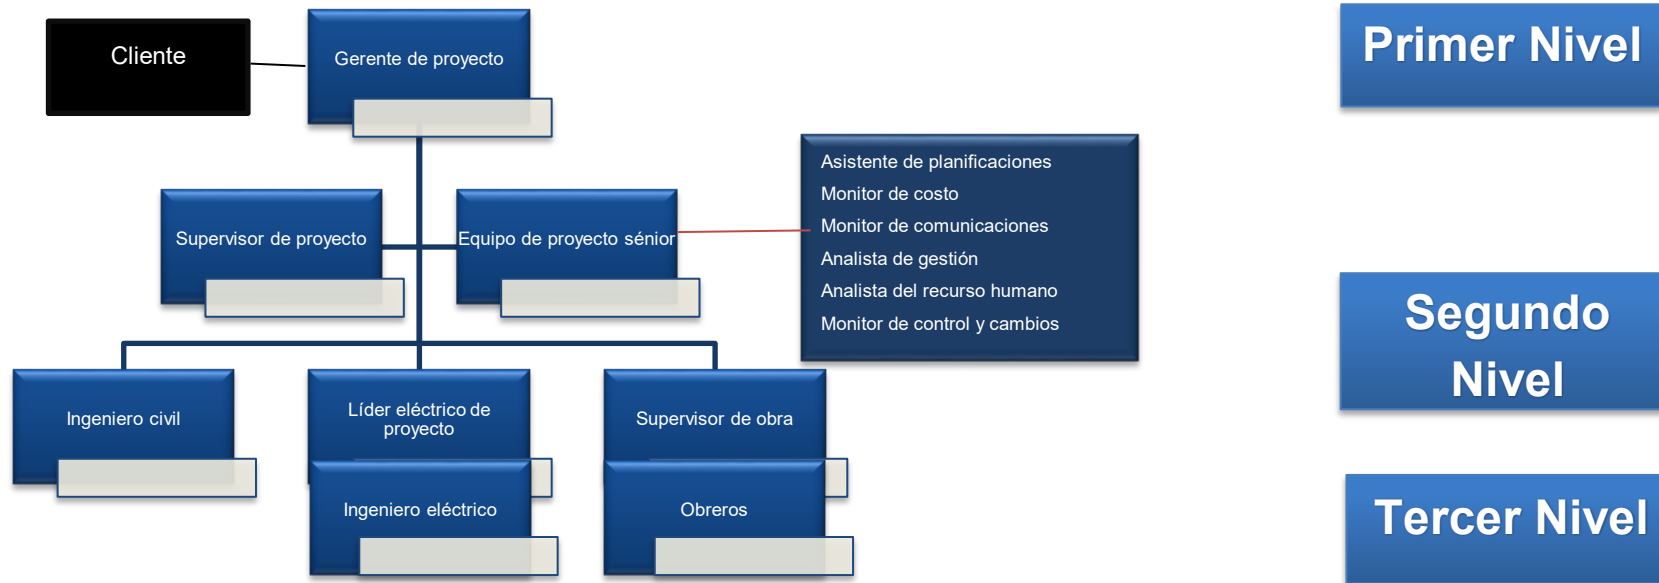 Cliente
Gerente de proyecto
Primer Nivel
Supervisor de proyecto
Equipo de proyecto sénior
Asistente de planificaciones
Monitor de costo
Monitor de comunicaciones
Analista de gestión
Analista del recurso humano
Monitor de control y cambios
Segundo
Nivel
Ingeniero civil
Líder eléctrico de
proyecto
Supervisor de obra
Ingeniero eléctrico
Obreros
Tercer Nivel